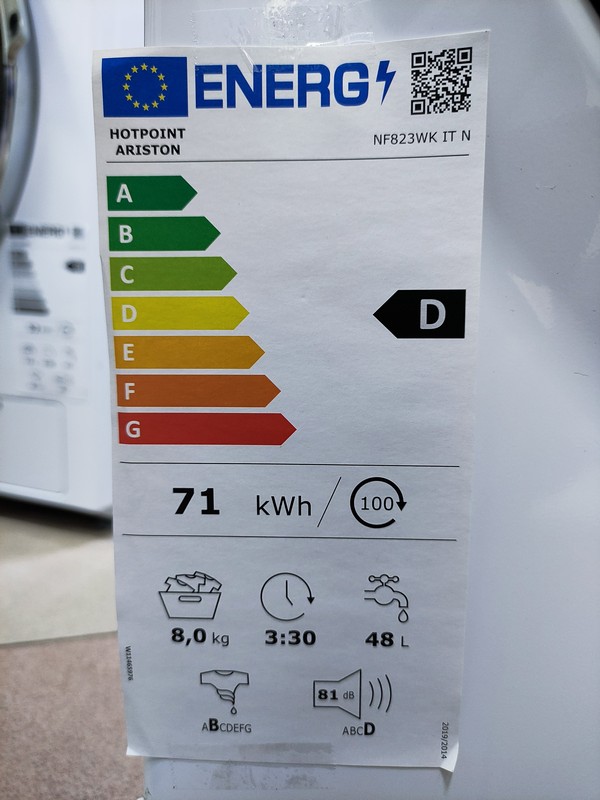 ENERG
HOTPOINT
ARISTON
NF823WK IT N
A
B
C
D
D
E
F
G
71 kWh / 100
8,0 kg
3:30
48 L
81 dB
ABCDEFG
ABCD
2019/2014